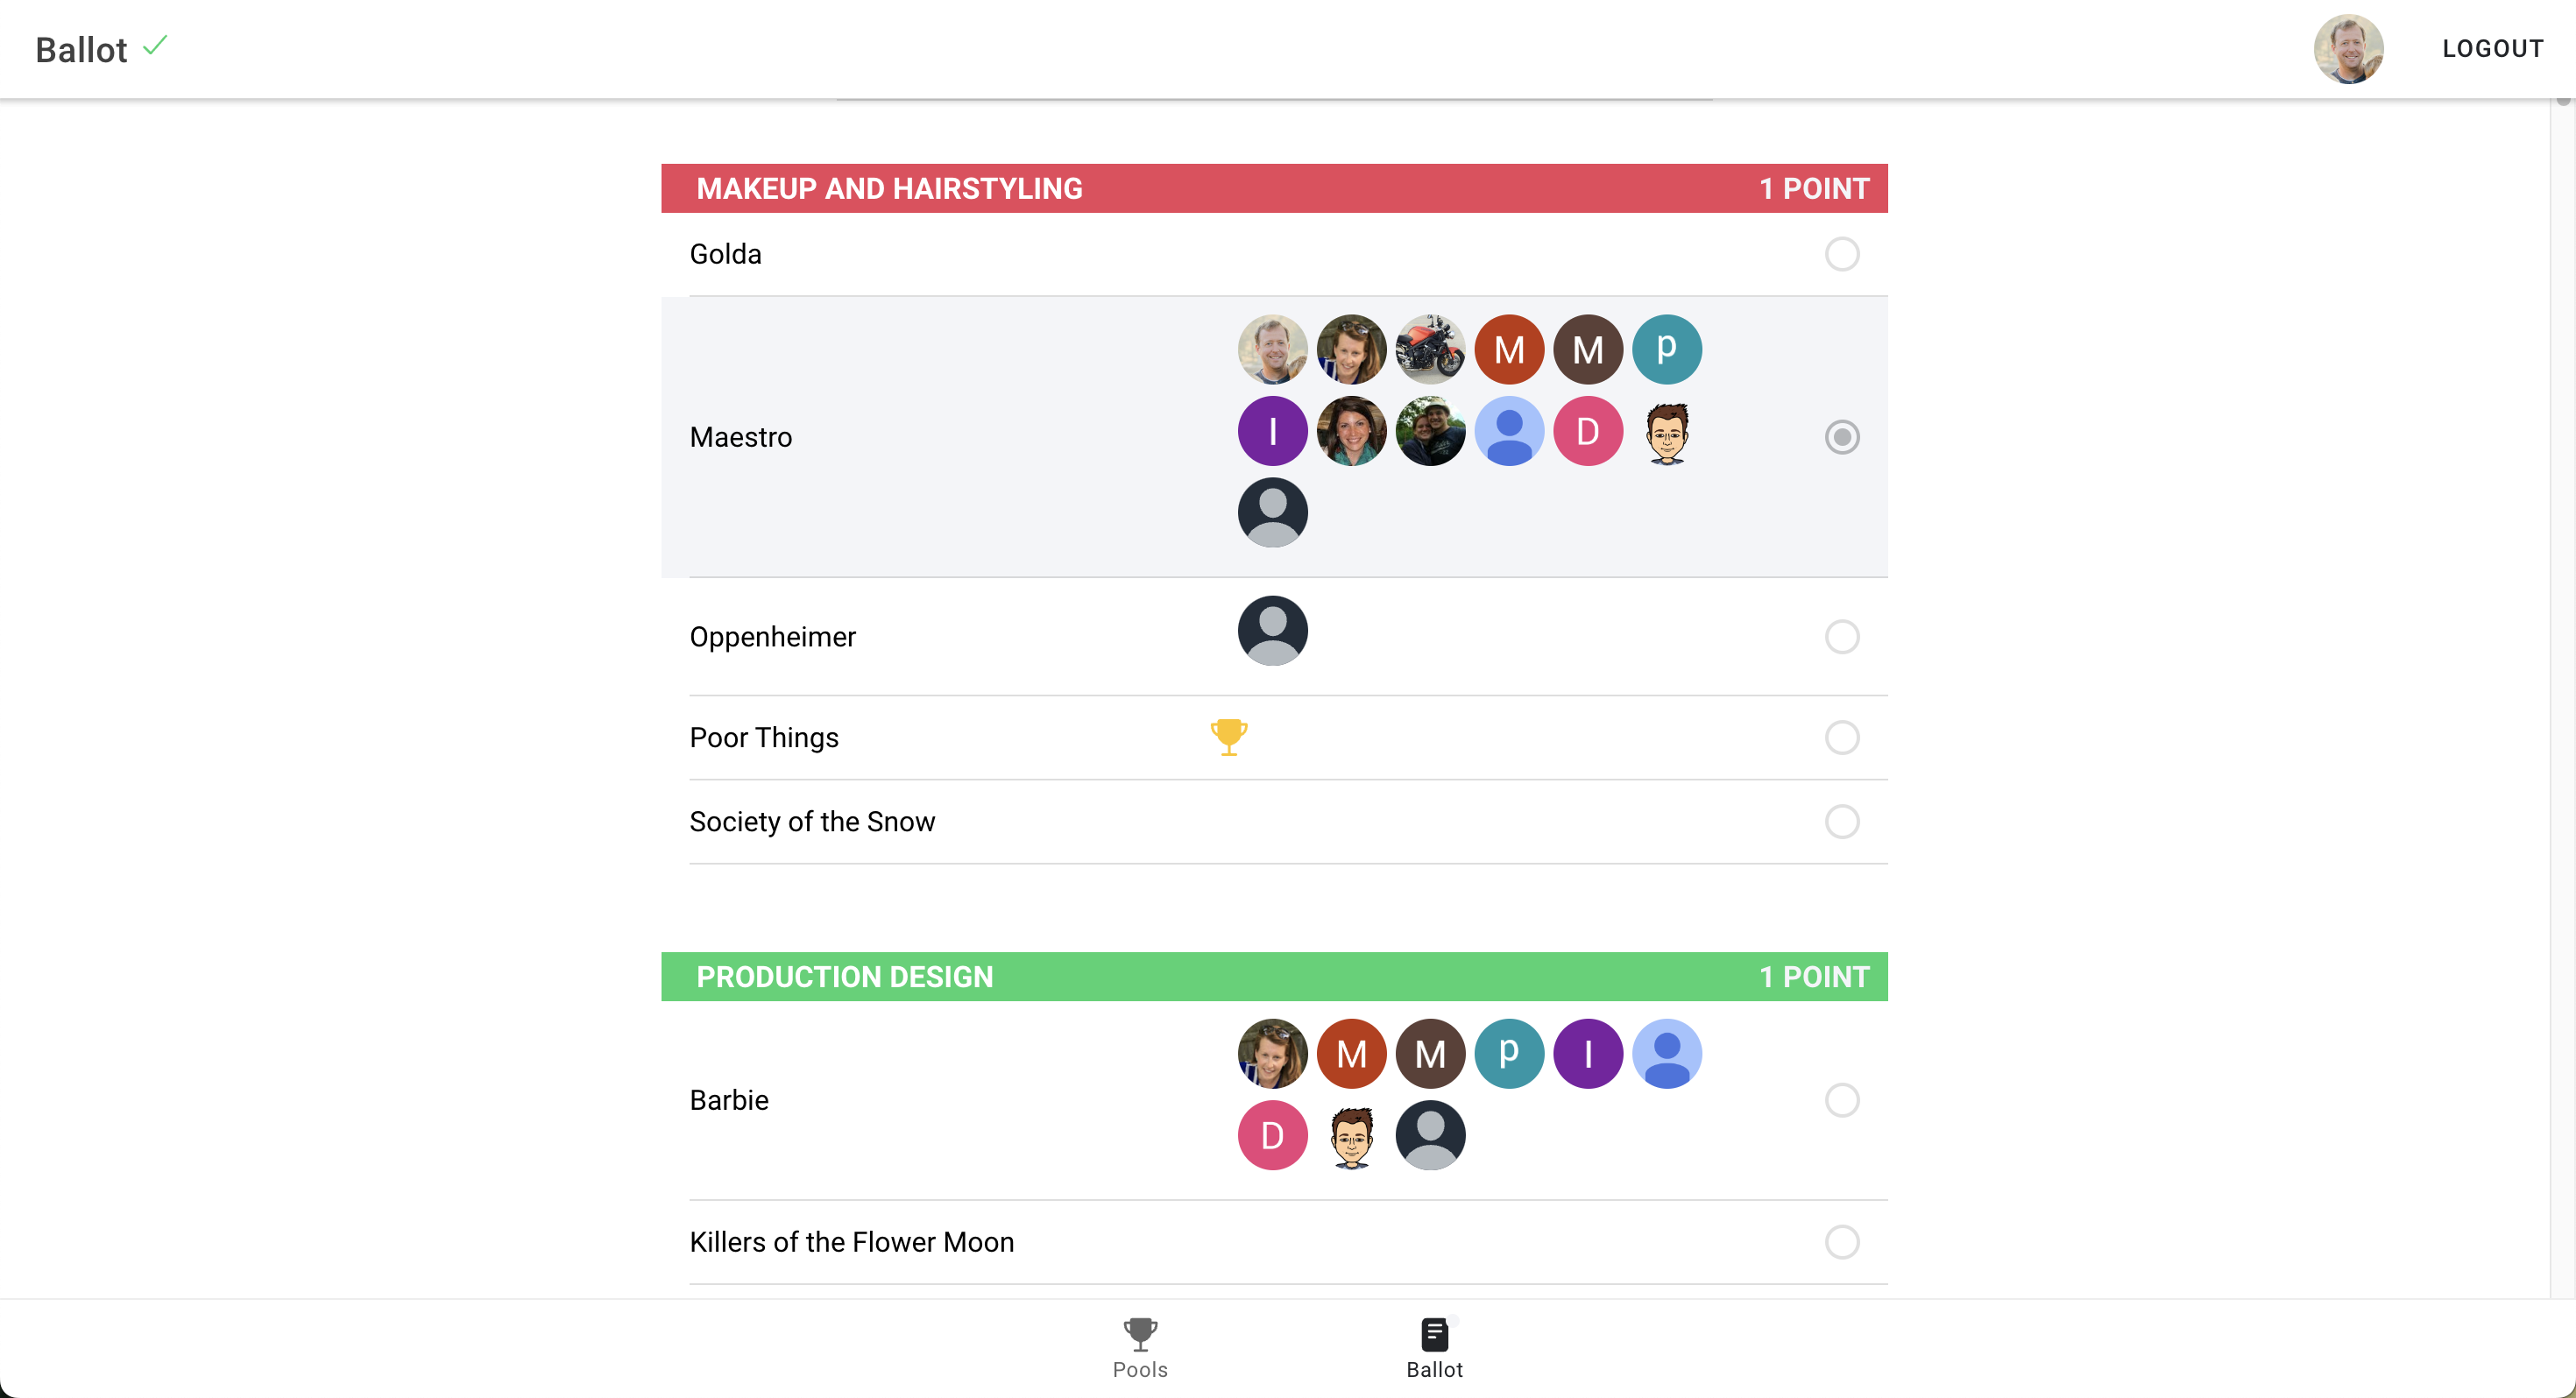 Ballot
LOGOUT
MAKEUP AND HAIRSTYLING 1 POINT
Golda
M M p
Maestro
I D
Oppenheimer
Poor Things
Society of the Snow
PRODUCTION DESIGN 1 POINT
M M p I
Barbie
D
Killers of the Flower Moon
Pools Ballot